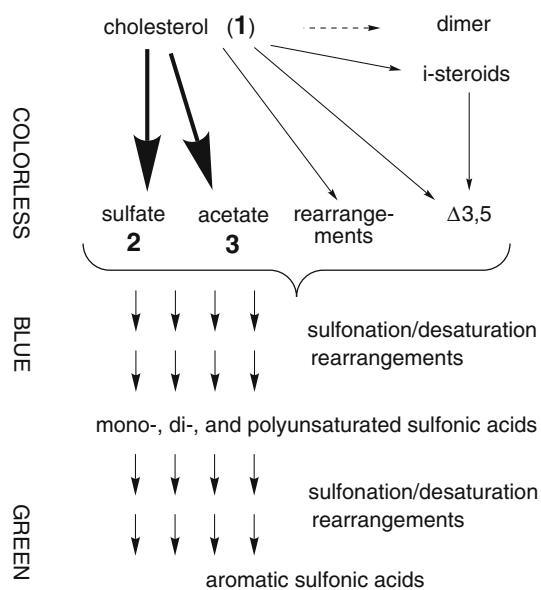 cholesterol (1) dimer
i-steroids
COLORLESS
sulfate acetate rearrange- Δ3,5
2 3 ments
BLUE
sulfonation/desaturation
rearrangements
mono-, di-, and polyunsaturated sulfonic acids
GREEN
sulfonation/desaturation
rearrangements
aromatic sulfonic acids